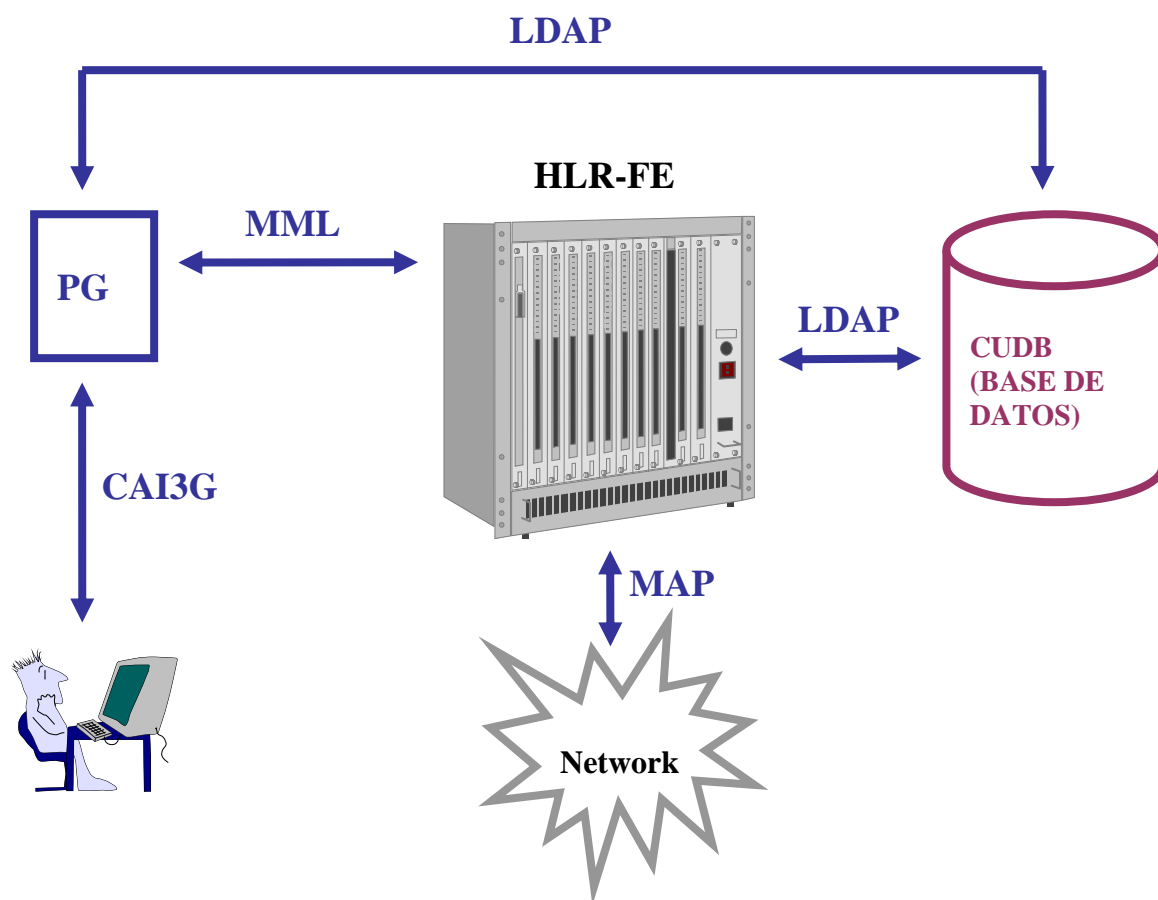 LDAP
HLR-FE
MML
PG
LDAP
CUDB
(BASE DE
DATOS)
CAI3G
MAP
Network